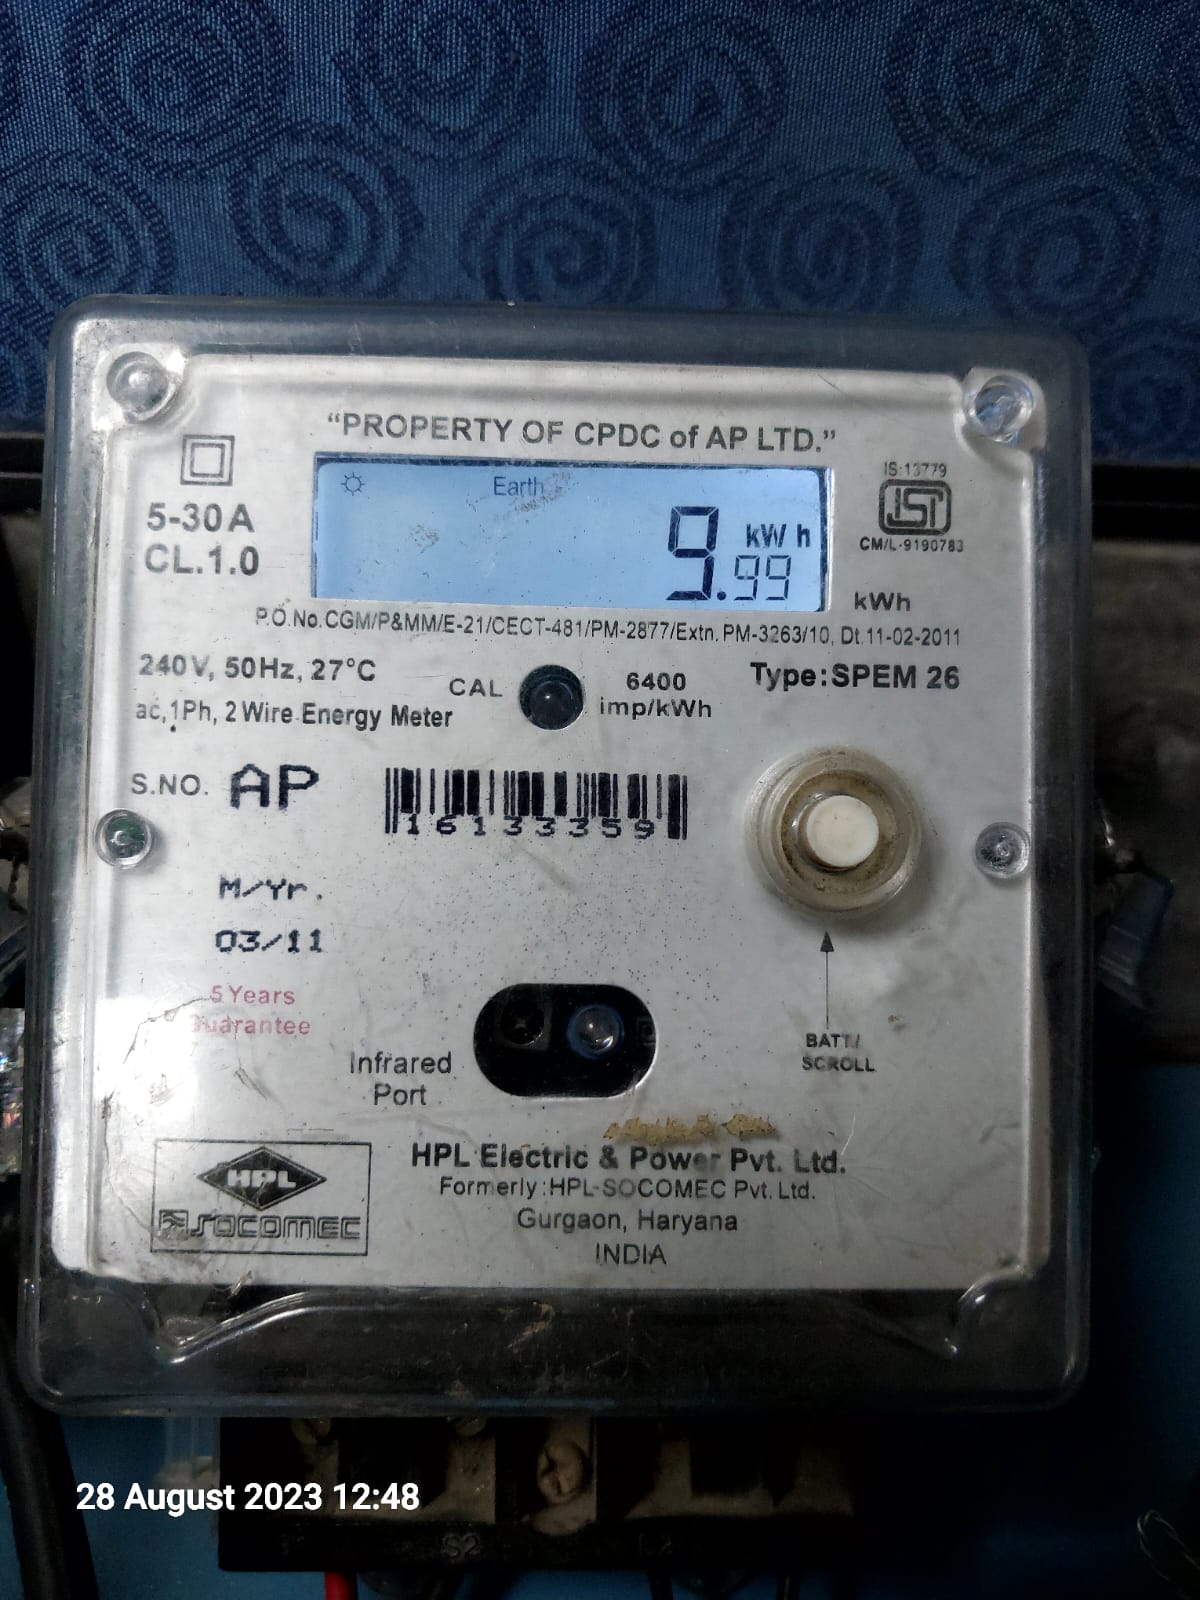 “PROPERTY OF CPDC of AP LTD.”
5-30A
CL.1.0
Earth
9.99 kWh
IS:13779
ISI
CM/L-9190783
kWh
P.O.No.CGM/P&MM/E-21/CECT-481/PM-2877/Extn. PM-3263/10, Dt.11-02-2011
240V, 50Hz, 27°C
ac,1Ph, 2 Wire Energy Meter
CAL
6400
imp/kWh
Type:SPEM 26
S.NO. AP
16133359
M/Yr.
03/11
5 Years
Guarantee
Infrared
Port
BATT/
SCROLL
HPL
SOCOMEC
HPL Electric & Power Pvt. Ltd.
Formerly:HPL-SOCOMEC Pvt. Ltd.
Gurgaon, Haryana
INDIA
28 August 2023 12:48
S2